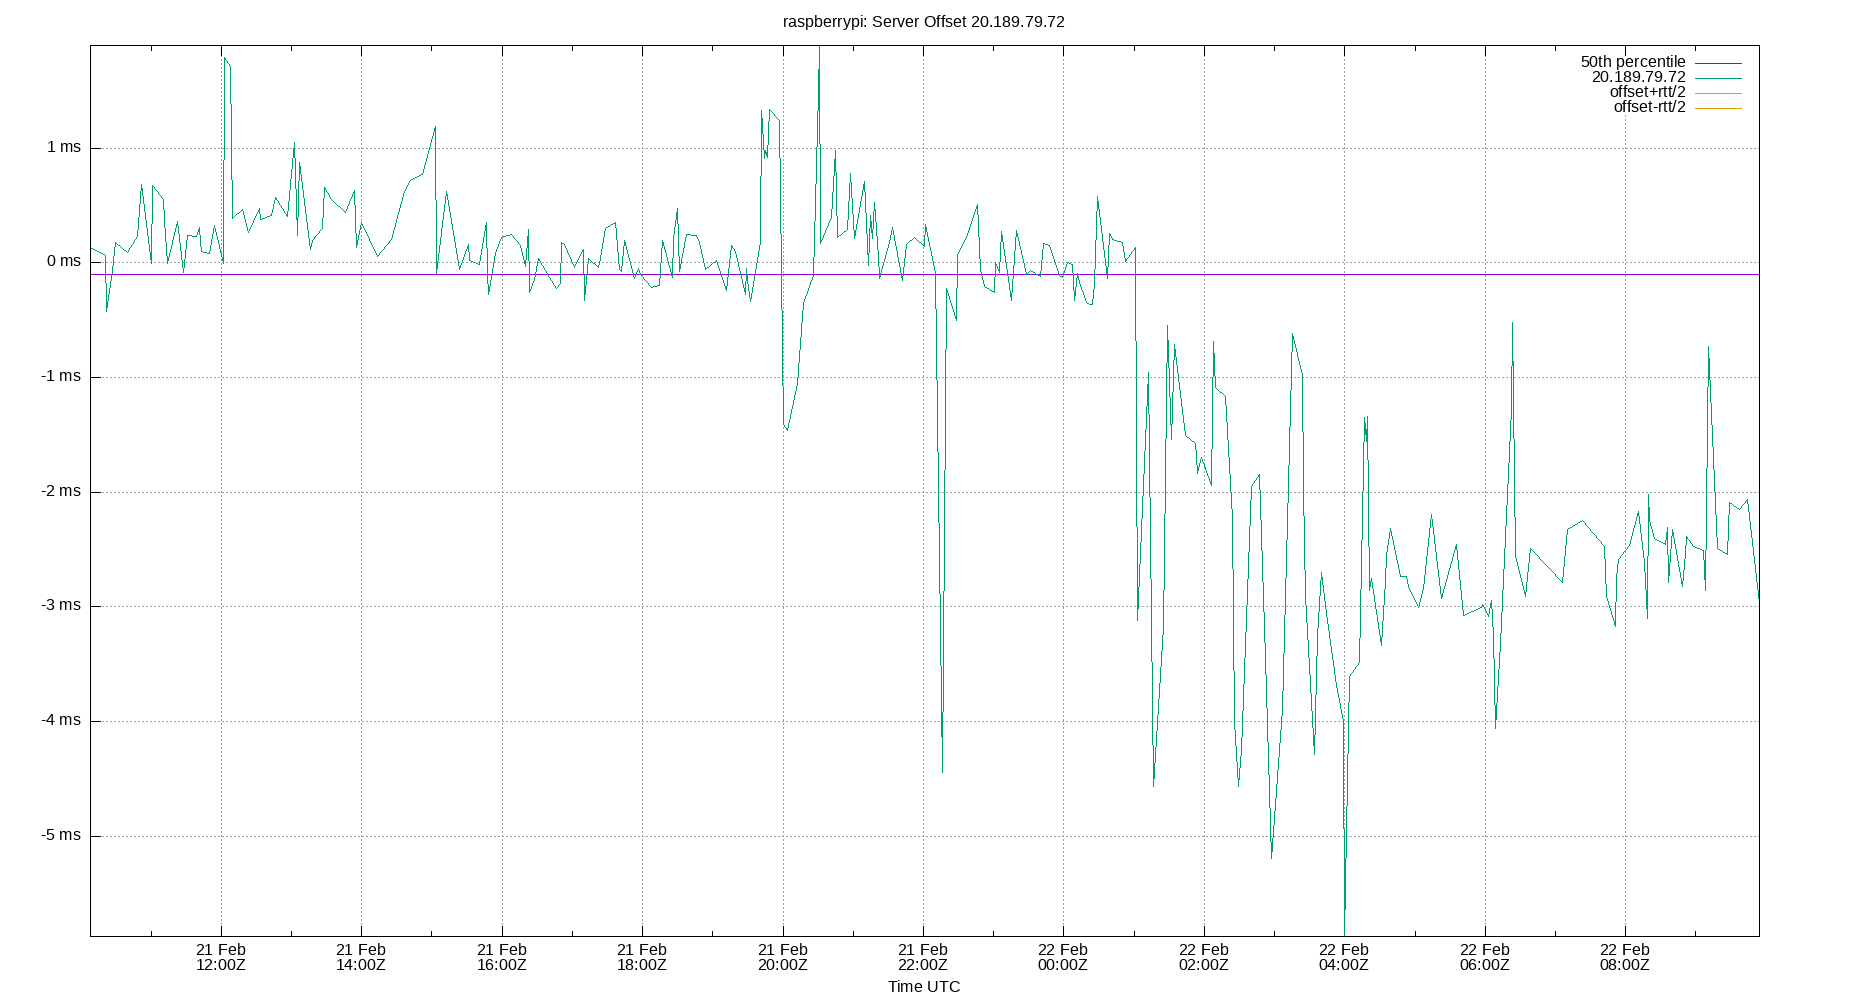 raspberrypi: Server Offset 20.189.79.72
50th percentile
20.189.79.72
offset+rtt/2
offset-rtt/2
1 ms
0 ms
-1 ms
-2 ms
-3 ms
-4 ms
-5 ms
21 Feb 21 Feb 21 Feb 21 Feb 21 Feb 21 Feb 22 Feb 22 Feb 22 Feb 22 Feb 22 Feb
12:00Z 14:00Z 16:00Z 18:00Z 20:00Z 22:00Z 00:00Z 02:00Z 04:00Z 06:00Z 08:00Z
Time UTC